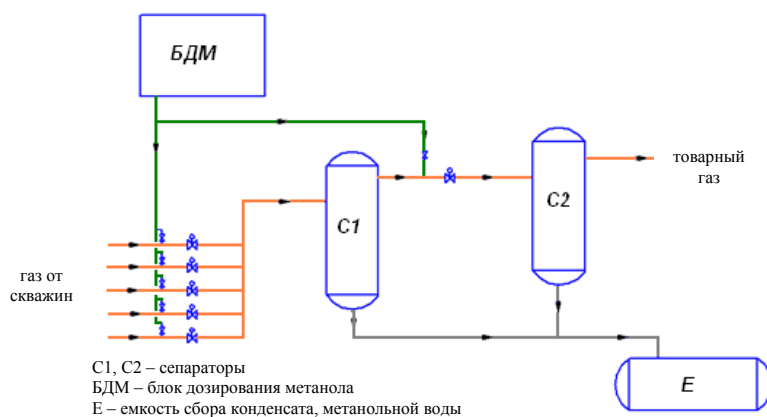 БДМ
товарный
газ
С1
С2
газ от
скважин
С1, С2 – сепараторы
БДМ – блок дозирования метанола
Е – емкость сбора конденсата, метанольной воды
Е